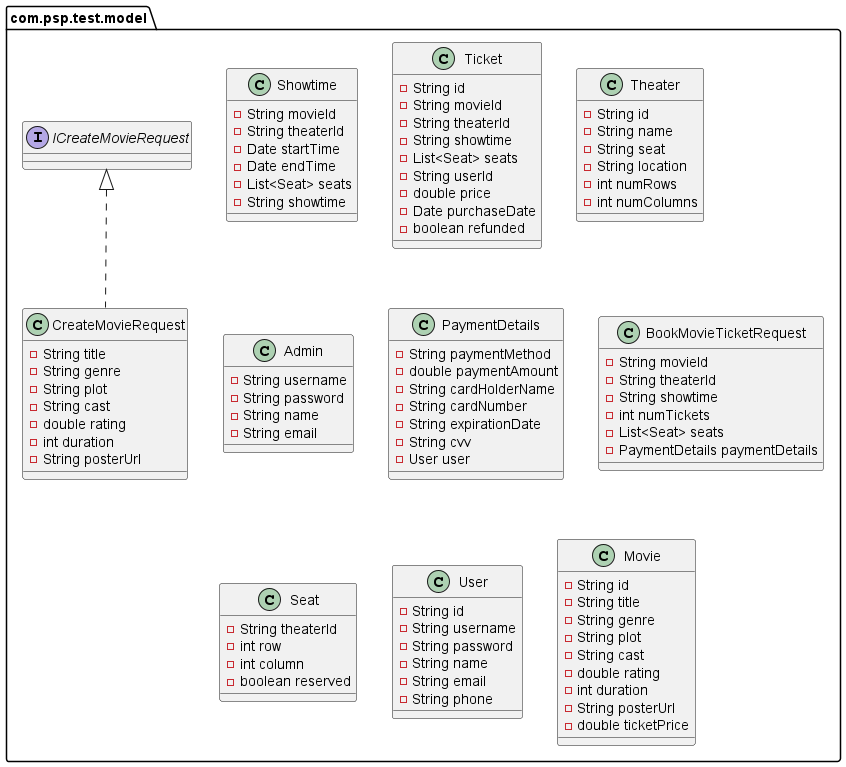 com.psp.test.model
I ICreateMovieRequest
C Showtime
String movieId
String theaterId
Date startTime
Date endTime
List<Seat> seats
String showtime
C Ticket
String id
String movieId
String theaterId
String showtime
List<Seat> seats
String userId
double price
Date purchaseDate
boolean refunded
C Theater
String id
String name
String seat
String location
int numRows
int numColumns
C CreateMovieRequest
String title
String genre
String plot
String cast
double rating
int duration
String posterUrl
C Admin
String username
String password
String name
String email
C PaymentDetails
String paymentMethod
double paymentAmount
String cardHolderName
String cardNumber
String expirationDate
String cvv
User user
C BookMovieTicketRequest
String movieId
String theaterId
String showtime
int numTickets
List<Seat> seats
PaymentDetails paymentDetails
C Seat
String theaterId
int row
int column
boolean reserved
C User
String id
String username
String password
String name
String email
String phone
C Movie
String id
String title
String genre
String plot
String cast
double rating
int duration
String posterUrl
double ticketPrice